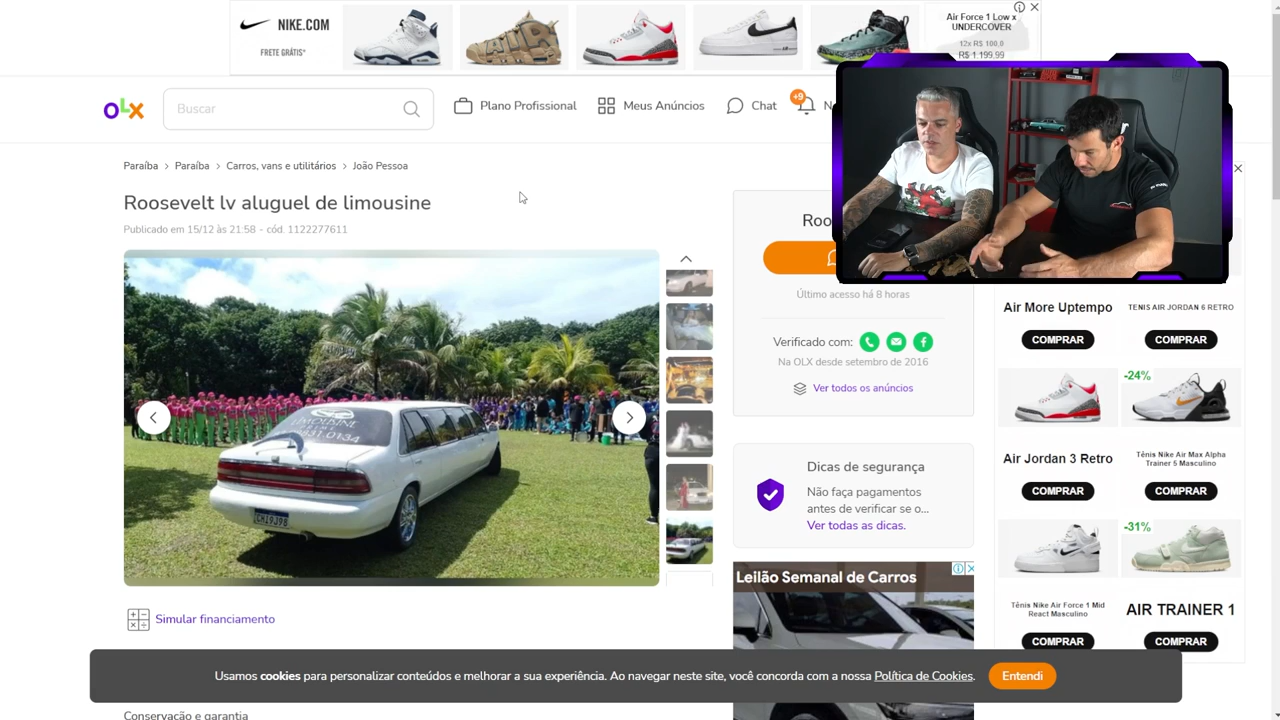 NIKE.COM
FRETE GRÁTIS*
Air Force 1 Low x
UNDERCOVER
12x R$ 100,0
R$ 1.199,99
olx
Buscar
Plano Profissional
Meus Anúncios
Chat
+9
N
Paraíba > Paraíba > Carros, vans e utilitários > João Pessoa
Roosevelt lv aluguel de limousine
Publicado em 15/12 às 21:58 - cód. 1122277611
LIMOUSINE
8831 0134
Roo
Último acesso há 8 horas
Verificado com:
Na OLX desde setembro de 2016
Ver todos os anúncios
Dicas de segurança
Não faça pagamentos
antes de verificar se o...
Ver todas as dicas.
Leilão Semanal de Carros
Air More Uptempo
TENIS AIR JORDAN 6 RETRO
COMPRAR
COMPRAR
-24%
Air Jordan 3 Retro
Tênis Nike Air Max Alpha
Trainer 5 Masculino
COMPRAR
COMPRAR
-31%
Tênis Nike Air Force 1 Mid
React Masculino
AIR TRAINER 1
COMPRAR
COMPRAR
Simular financiamento
Usamos cookies para personalizar conteúdos e melhorar a sua experiência. Ao navegar neste site, você concorda com a nossa Política de Cookies.
Entendi
Conservação e garantia